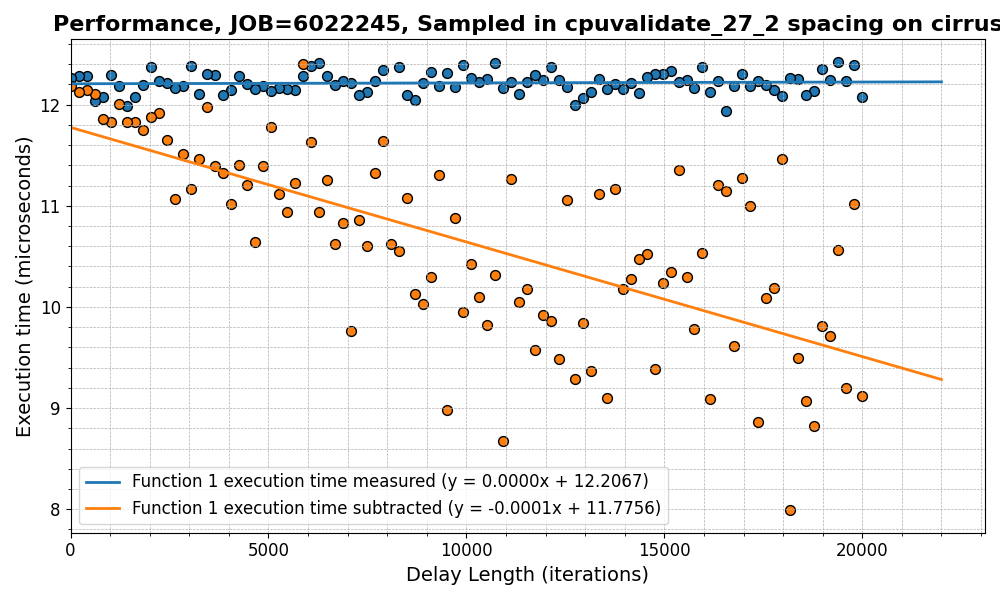 Performance, JOB=6022245, Sampled in cpuvalidate_27_2 spacing on cirrus
Execution time (microseconds)
12
11
10
9
8
Function 1 execution time measured (y = 0.0000x + 12.2067)
Function 1 execution time subtracted (y = -0.0001x + 11.7756)
0 5000 10000 15000 20000
Delay Length (iterations)